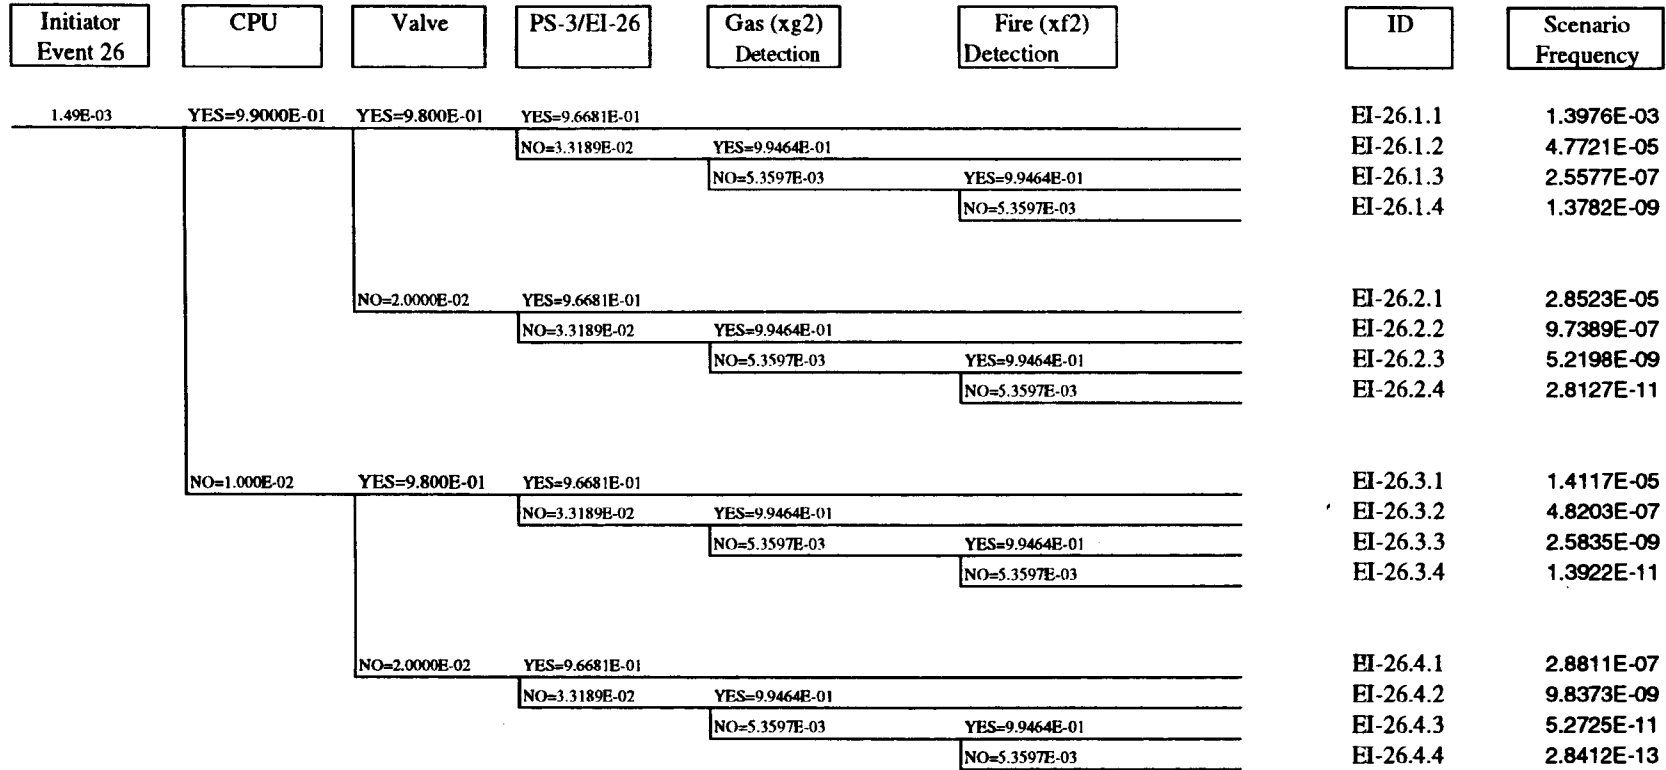 Initiator Event 26 CPU Valve PS-3/EI-26 Gas (xg2) Detection Fire (xf2) Detection ID Scenario Frequency
1.49E-03 YES=9.9000E-01 YES=9.800E-01 YES=9.6681E-01 EI-26.1.1 1.3976E-03
NO=3.3189E-02 YES=9.9464E-01 EI-26.1.2 4.7721E-05
NO=5.3597E-03 YES=9.9464E-01 EI-26.1.3 2.5577E-07
NO=5.3597E-03 EI-26.1.4 1.3782E-09
NO=2.0000E-02 YES=9.6681E-01 EI-26.2.1 2.8523E-05
NO=3.3189E-02 YES=9.9464E-01 EI-26.2.2 9.7389E-07
NO=5.3597E-03 YES=9.9464E-01 EI-26.2.3 5.2198E-09
NO=5.3597E-03 EI-26.2.4 2.8127E-11
NO=1.000E-02 YES=9.800E-01 YES=9.6681E-01 EI-26.3.1 1.4117E-05
NO=3.3189E-02 YES=9.9464E-01 EI-26.3.2 4.8203E-07
NO=5.3597E-03 YES=9.9464E-01 EI-26.3.3 2.5835E-09
NO=5.3597E-03 EI-26.3.4 1.3922E-11
NO=2.0000E-02 YES=9.6681E-01 EI-26.4.1 2.8811E-07
NO=3.3189E-02 YES=9.9464E-01 EI-26.4.2 9.8373E-09
NO=5.3597E-03 YES=9.9464E-01 EI-26.4.3 5.2725E-11
NO=5.3597E-03 EI-26.4.4 2.8412E-13